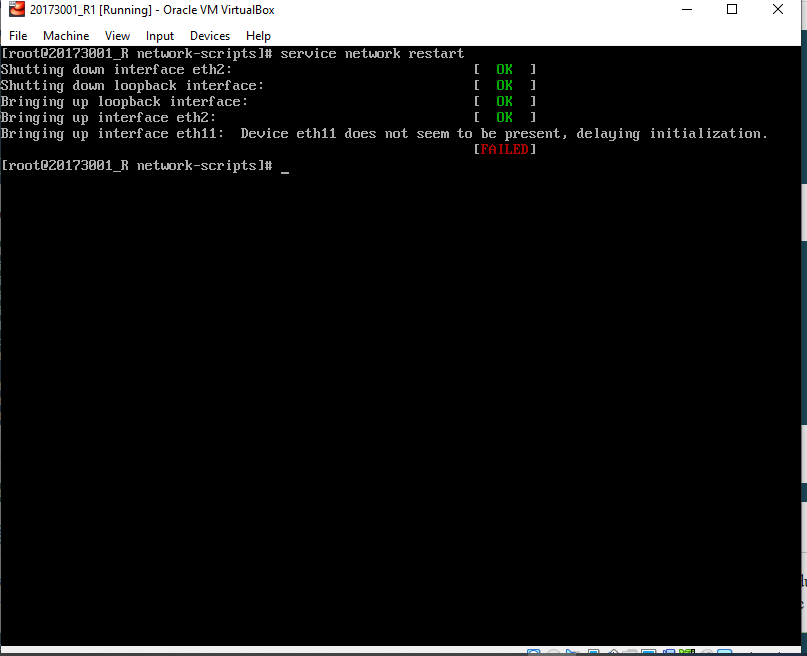 20173001_R1 [Running] - Oracle VM VirtualBox
File Machine View Input Devices Help
[root@20173001_R network-scripts]# service network restart
Shutting down interface eth2: [ OK ]
Shutting down loopback interface: [ OK ]
Bringing up loopback interface: [ OK ]
Bringing up interface eth2: [ OK ]
Bringing up interface eth11: Device eth11 does not seem to be present, delaying initialization.
[FAILED]
[root@20173001_R network-scripts]# _